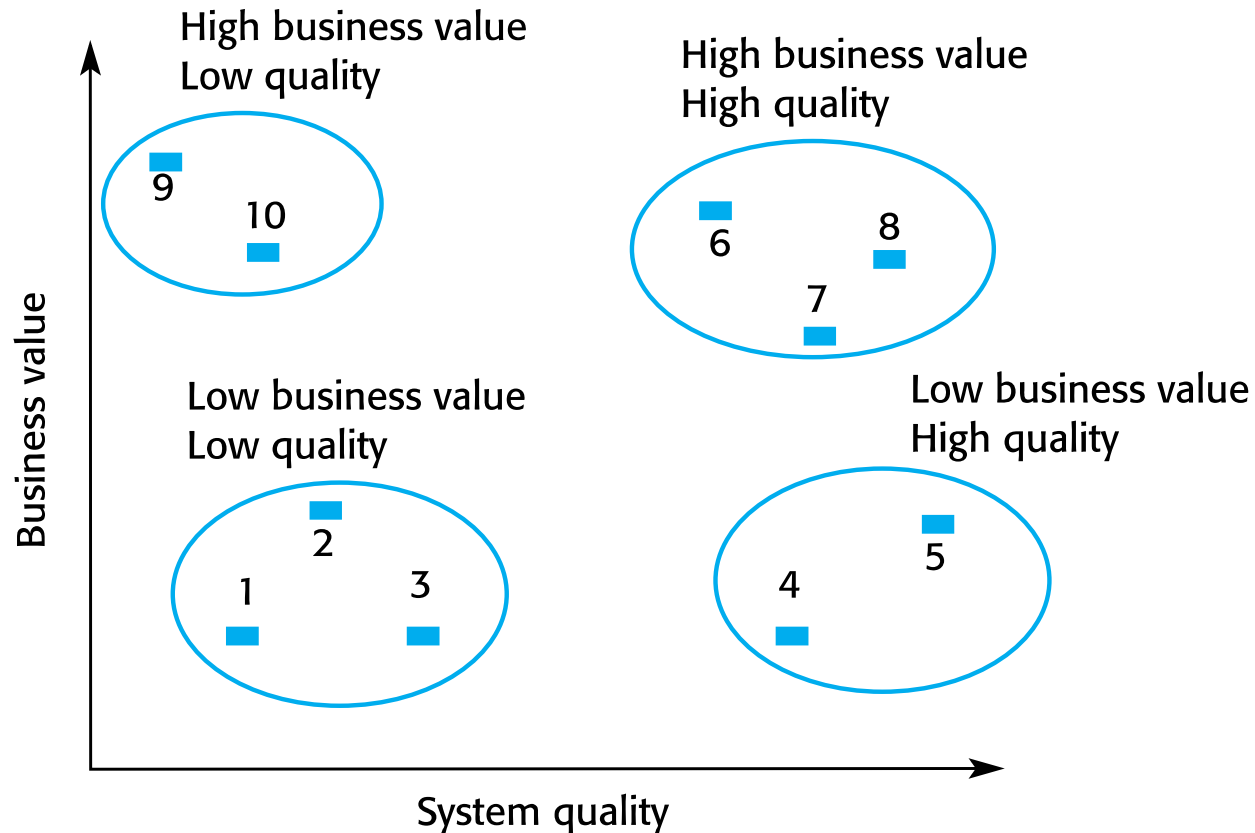 High business value
Low quality
High business value
High quality
9
10
6
8
7
Low business value
Low quality
Low business value
High quality
2
1
3
5
4
Business value
System quality